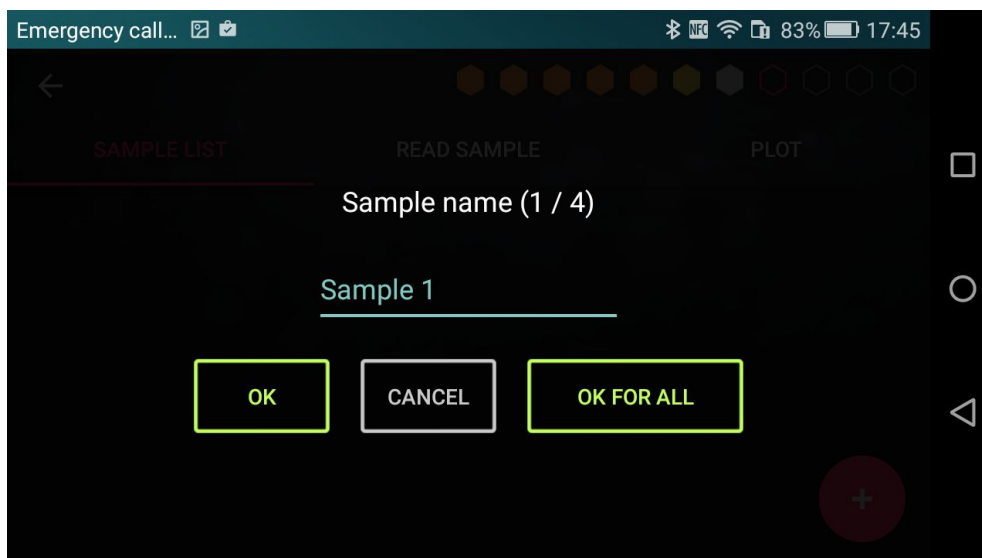 Emergency call... NFC 83% 17:45
SAMPLE LIST READ SAMPLE PLOT
Sample name (1 / 4)
Sample 1
OK CANCEL OK FOR ALL
+